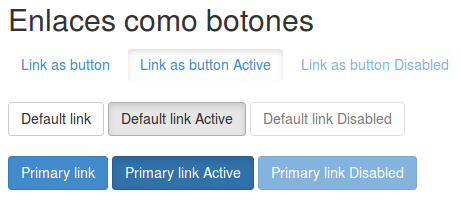 Enlaces como botones
Link as button Link as button Active Link as button Disabled
Default link Default link Active Default link Disabled
Primary link Primary link Active Primary link Disabled